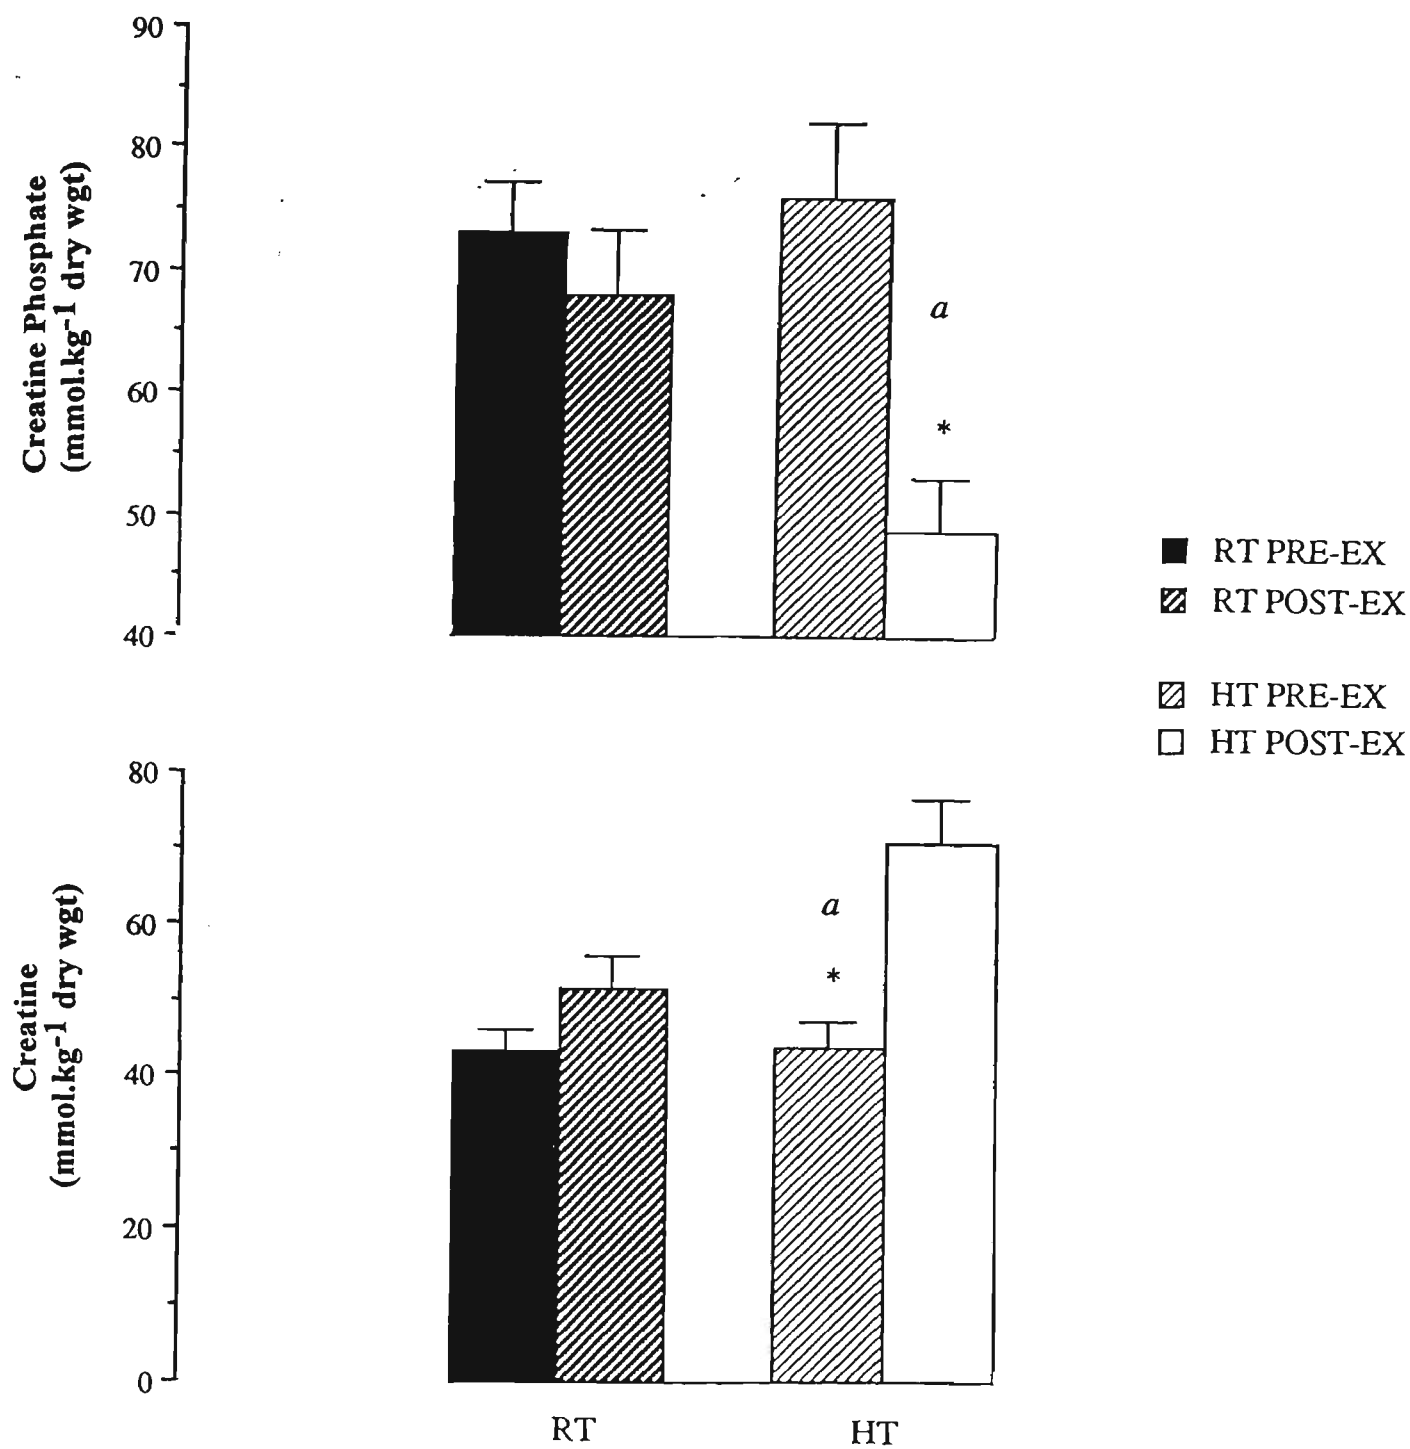 90
80
70
60
50
40
Creatine Phosphate
(mmol.kg⁻¹ dry wgt)
a
*
RT PRE-EX
RT POST-EX
HT PRE-EX
HT POST-EX
80
60
40
20
0
Creatine
(mmol.kg⁻¹ dry wgt)
a
*
RT
HT